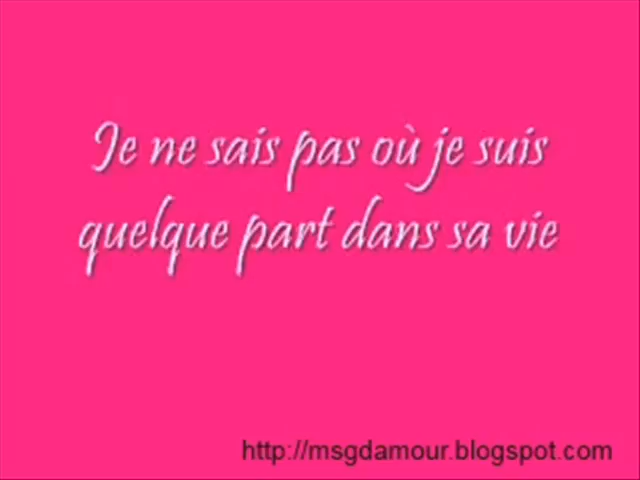 Je ne sais pas où je suis
quelque part dans sa vie
http://msgdamour.blogspot.com